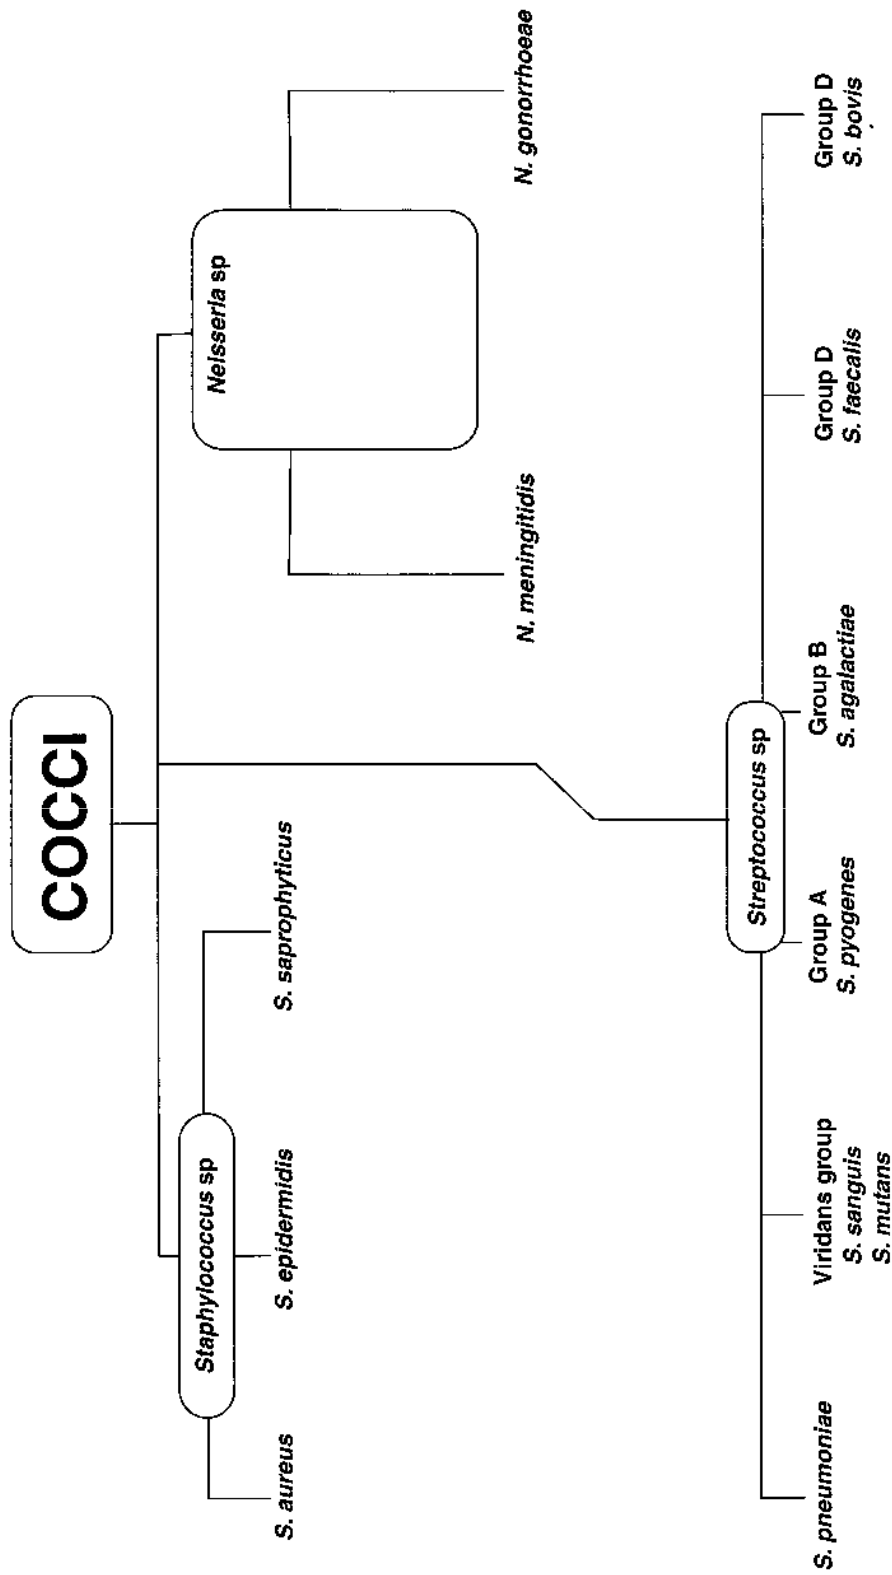 COCCI
Staphylococcus sp
S. aureus
S. epidermidis
S. saprophyticus
Neisseria sp
N. meningitidis
N. gonorrhoeae
Streptococcus sp
S. pneumoniae
Viridans group
S. sanguis
S. mutans
Group A
S. pyogenes
Group B
S. agalactiae
Group D
S. faecalis
Group D
S. bovis